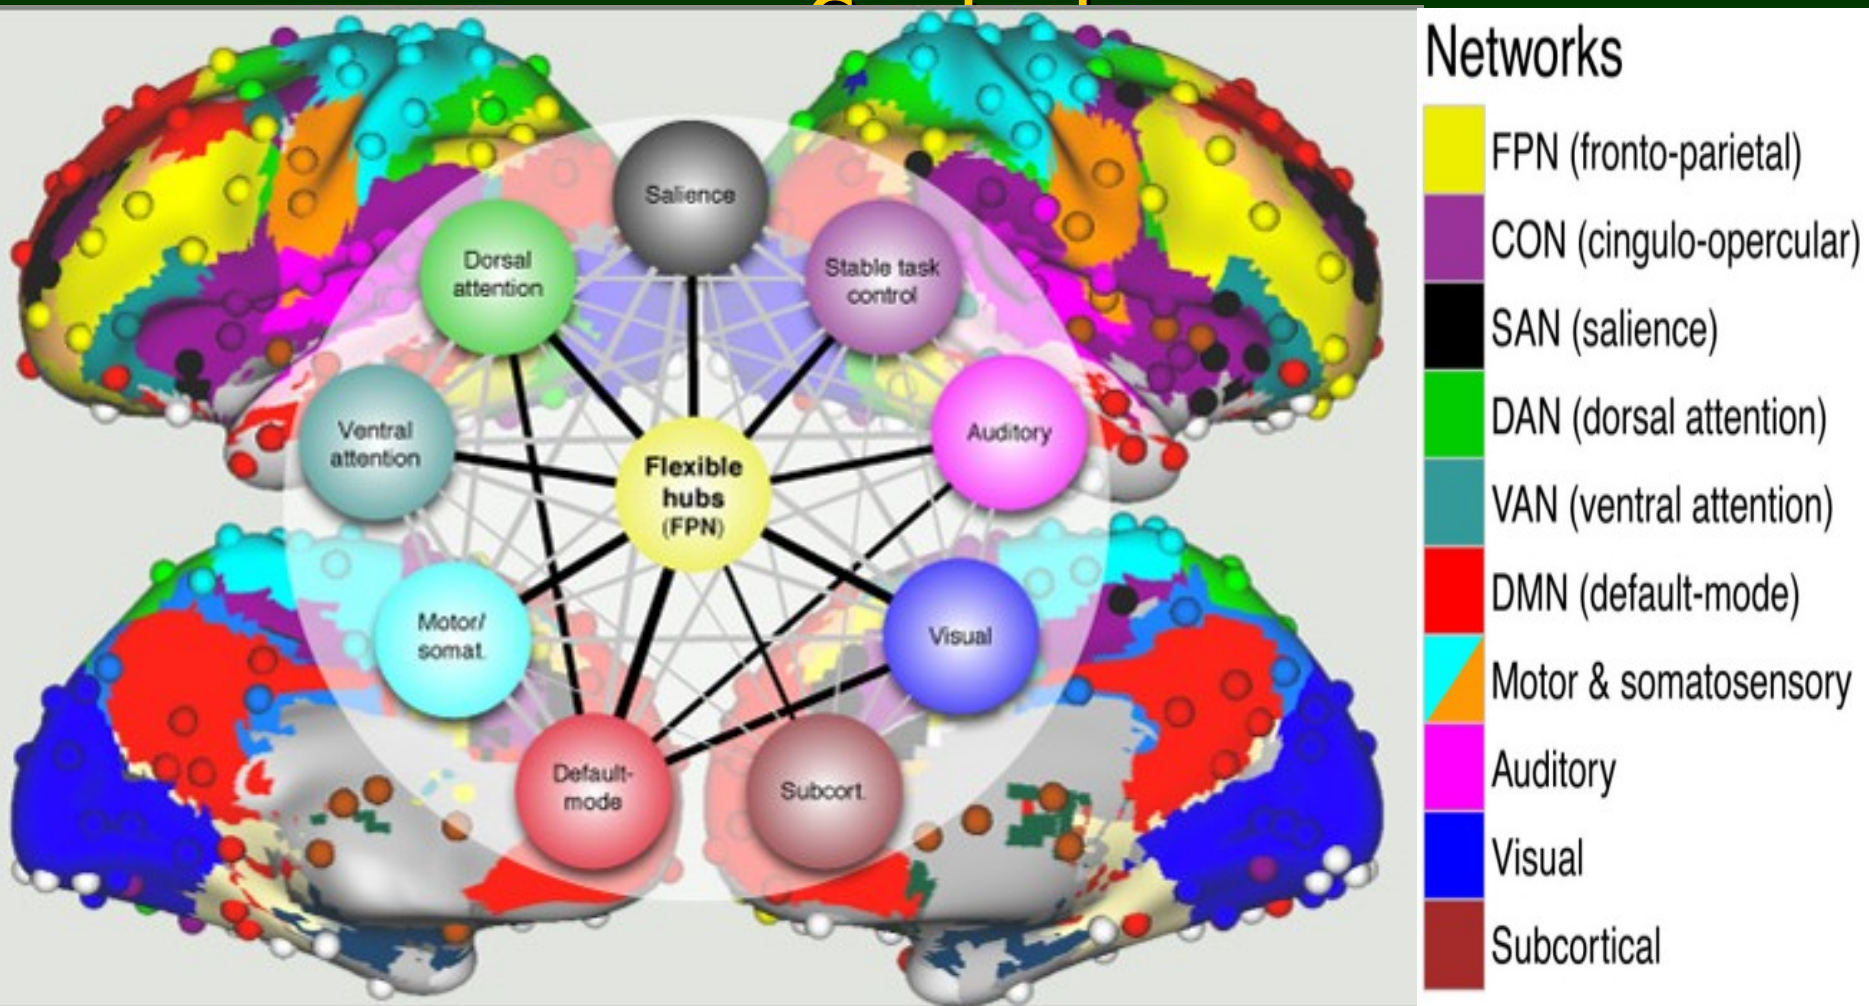 Salience
Dorsal
attention
Stable task
control
Ventral
attention
Auditory
Flexible
hubs
(FPN)
Motor/
somat.
Visual
Default-
mode
Subcort.
Networks
FPN (fronto-parietal)
CON (cingulo-opercular)
SAN (salience)
DAN (dorsal attention)
VAN (ventral attention)
DMN (default-mode)
Motor & somatosensory
Auditory
Visual
Subcortical